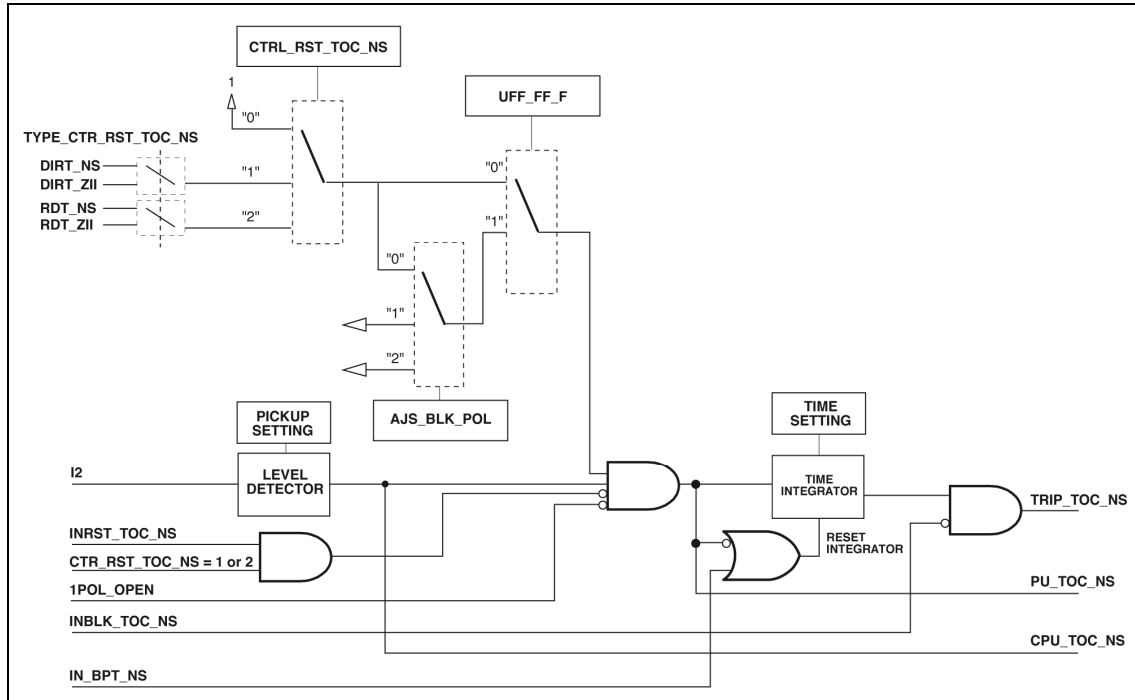 CTRL_RST_TOC_NS
1
UFF_FF_F
"0"
TYPE_CTR_RST_TOC_NS
DIRT_NS
DIRT_ZII
"1"
"0"
RDT_NS
RDT_ZII
"2"
"1"
"0"
"1"
"2"
PICKUP
SETTING
AJS_BLK_POL
TIME
SETTING
I2
LEVEL
DETECTOR
TIME
INTEGRATOR
TRIP_TOC_NS
INRST_TOC_NS
RESET
INTEGRATOR
CTR_RST_TOC_NS = 1 or 2
1POL_OPEN
PU_TOC_NS
INBLK_TOC_NS
CPU_TOC_NS
IN_BPT_NS